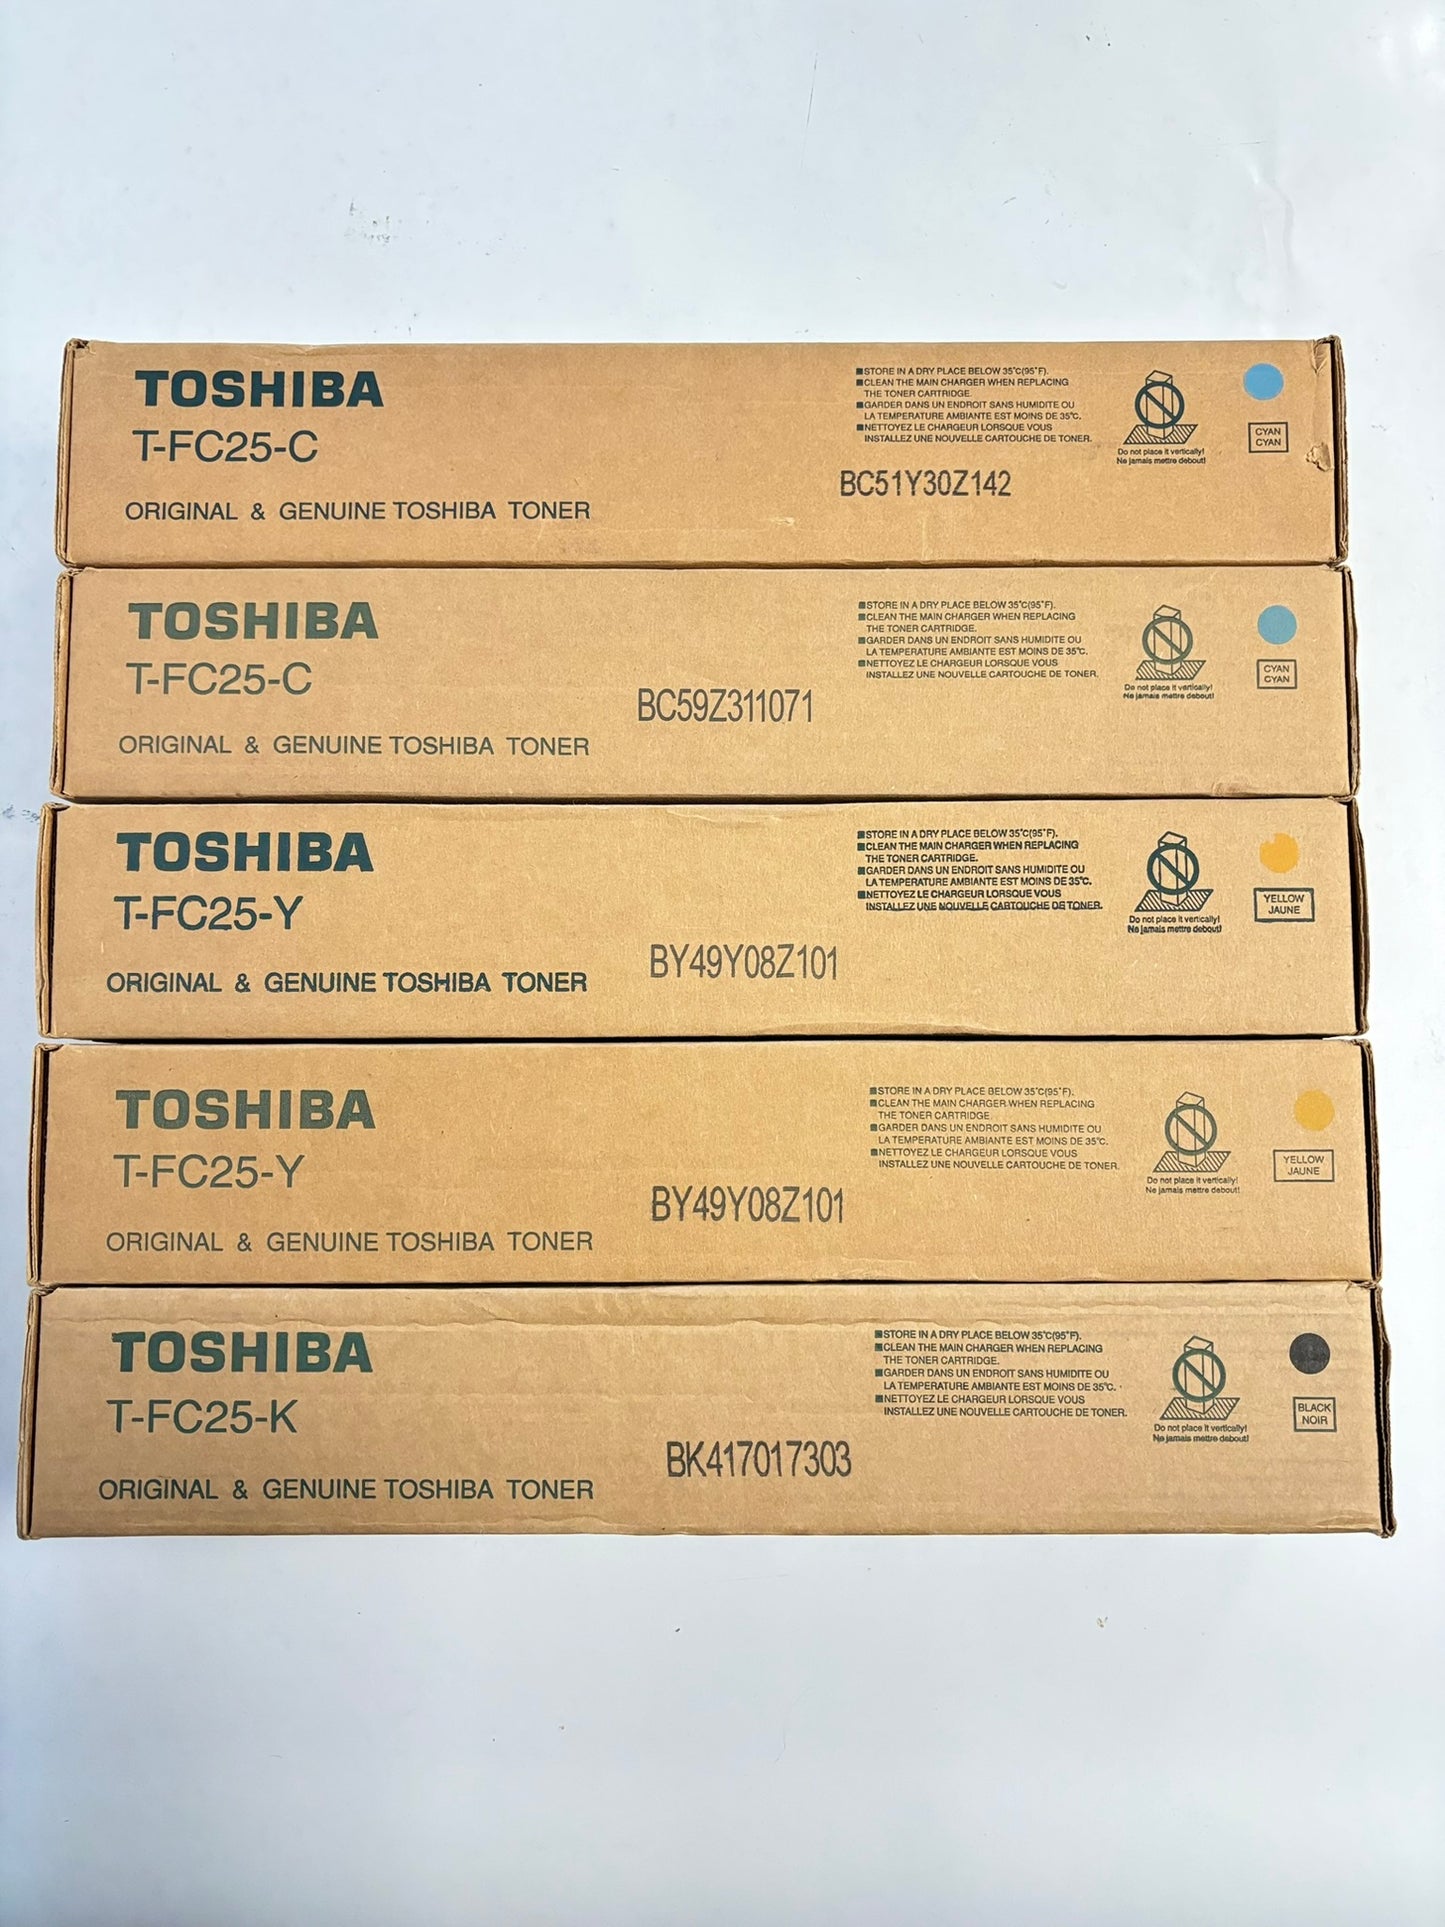 TOSHIBA
T-FC25-C
ORIGINAL & GENUINE TOSHIBA TONER
■STORE IN A DRY PLACE BELOW 35°C(95°F).
■CLEAN THE MAIN CHARGER WHEN REPLACING
THE TONER CARTRIDGE.
■GARDER DANS UN ENDROIT SANS HUMIDITE OU
LA TEMPERATURE AMBIANTE EST MOINS DE 35°C.
■NETTOYEZ LE CHARGEUR LORSQUE VOUS
INSTALLEZ UNE NOUVELLE CARTOUCHE DE TONER.
BC51Y30Z142
Do not place it vertically!
Ne jamais mettre debout!
CYAN
CYAN
TOSHIBA
T-FC25-C
ORIGINAL & GENUINE TOSHIBA TONER
BC59Z311071
■STORE IN A DRY PLACE BELOW 35°C(95°F).
■CLEAN THE MAIN CHARGER WHEN REPLACING
THE TONER CARTRIDGE.
■GARDER DANS UN ENDROIT SANS HUMIDITE OU
LA TEMPERATURE AMBIANTE EST MOINS DE 35°C.
■NETTOYEZ LE CHARGEUR LORSQUE VOUS
INSTALLEZ UNE NOUVELLE CARTOUCHE DE TONER.
Do not place it vertically!
Ne jamais mettre debout!
CYAN
CYAN
TOSHIBA
T-FC25-Y
ORIGINAL & GENUINE TOSHIBA TONER
BY49Y08Z101
■STORE IN A DRY PLACE BELOW 35°C(95°F).
■CLEAN THE MAIN CHARGER WHEN REPLACING
THE TONER CARTRIDGE.
■GARDER DANS UN ENDROIT SANS HUMIDITE OU
LA TEMPERATURE AMBIANTE EST MOINS DE 35°C.
■NETTOYEZ LE CHARGEUR LORSQUE VOUS
INSTALLEZ UNE NOUVELLE CARTOUCHE DE TONER.
Do not place it vertically!
Ne jamais mettre debout!
YELLOW
JAUNE
TOSHIBA
T-FC25-Y
ORIGINAL & GENUINE TOSHIBA TONER
BY49Y08Z101
■STORE IN A DRY PLACE BELOW 35°C(95°F).
■CLEAN THE MAIN CHARGER WHEN REPLACING
THE TONER CARTRIDGE
■GARDER DANS UN ENDROIT SANS HUMIDITE OU
LA TEMPERATURE AMBIANTE EST MOINS DE 35°C.
■NETTOYEZ LE CHARGEUR LORSQUE VOUS
INSTALLEZ UNE NOUVELLE CARTOUCHE DE TONER.
Do not place it vertically!
Ne jamais mettre debout!
YELLOW
JAUNE
TOSHIBA
T-FC25-K
ORIGINAL & GENUINE TOSHIBA TONER
BK417017303
■STORE IN A DRY PLACE BELOW 35°C(95°F).
■CLEAN THE MAIN CHARGER WHEN REPLACING
THE TONER CARTRIDGE.
■GARDER DANS UN ENDROIT SANS HUMIDITE OU
LA TEMPERATURE AMBIANTE EST MOINS DE 35°C.
■NETTOYEZ LE CHARGEUR LORSQUE VOUS
INSTALLEZ UNE NOUVELLE CARTOUCHE DE TONER.
Do not place it vertically!
Ne jamais mettre debout!
BLACK
NOIR